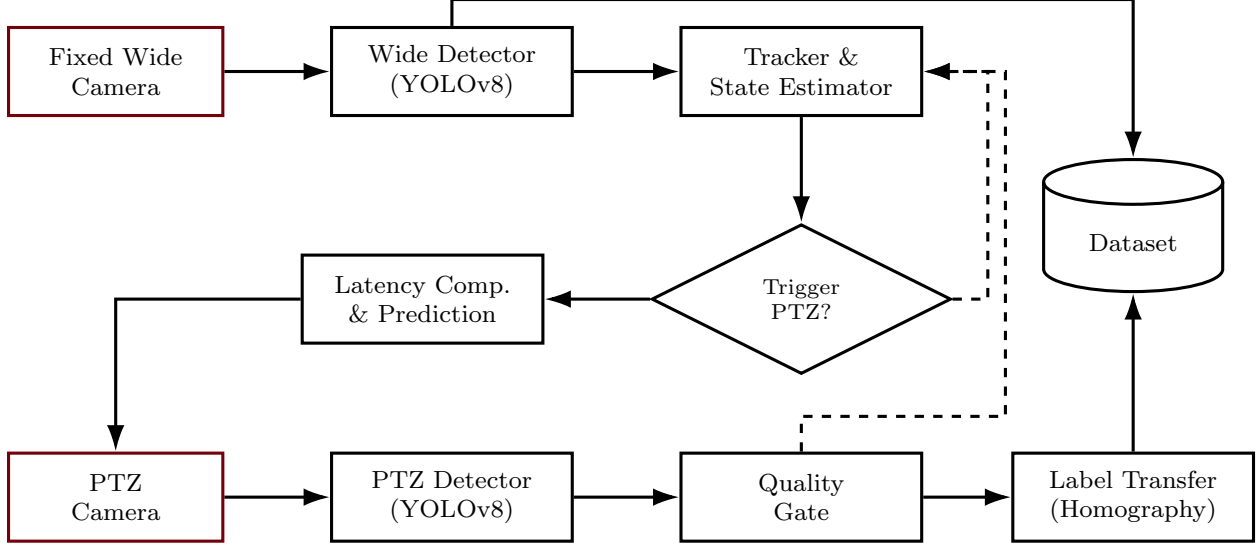 Fixed Wide
Camera
Wide Detector
(YOLOv8)
Tracker &
State Estimator
Dataset
Trigger
PTZ?
Latency Comp.
& Prediction
PTZ
Camera
PTZ Detector
(YOLOv8)
Quality
Gate
Label Transfer
(Homography)